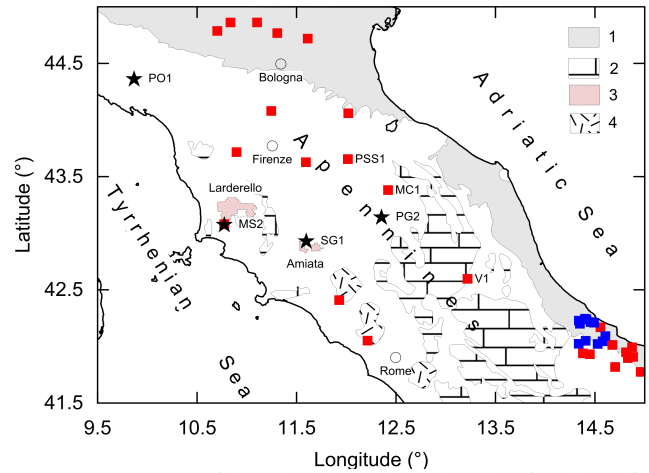 44.5
43.5
42.5
41.5
9.5
10.5
11.5
12.5
13.5
14.5
Latitude (°)
Longitude (°)
1
2
3
4
Adriatic Sea
Tyrrhenian Sea
Apennines
PO1
Bologna
Firenze
PSS1
MC1
Larderello
MS2
PG2
SG1
Amiata
V1
Rome